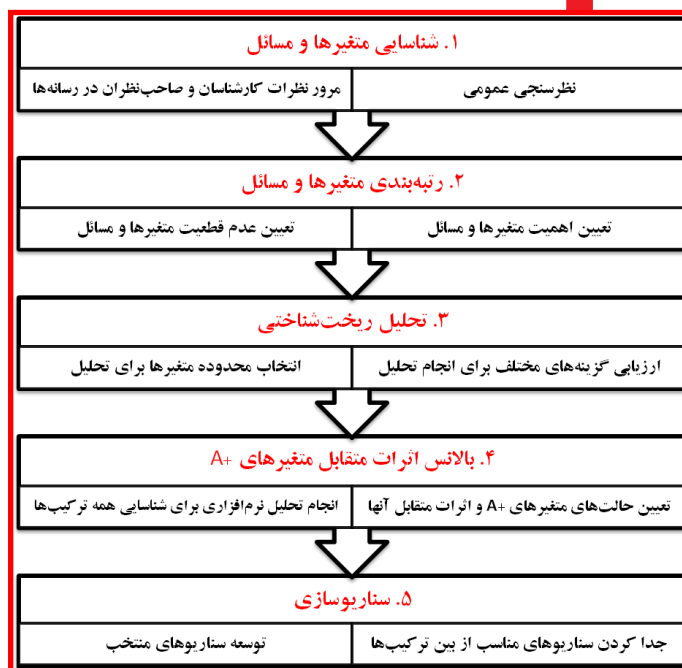 ۱. شناسایی متغیرها و مسائل
نظرسنجی عمومی
مرور نظرات کارشناسان و صاحب‌نظران در رسانه‌ها
۲. رتبه‌بندی متغیرها و مسائل
تعیین اهمیت متغیرها و مسائل
تعیین عدم قطعیت متغیرها و مسائل
۳. تحلیل ریخت‌شناختی
ارزیابی گزینه‌های مختلف برای انجام تحلیل
انتخاب محدوده متغیرها برای تحلیل
۴. بالانس اثرات متقابل متغیرهای A+
تعیین حالت‌های متغیرهای A+ و اثرات متقابل آنها
انجام تحلیل نرم‌افزاری برای شناسایی همه ترکیب‌ها
۵. سناریوسازی
جدا کردن سناریوهای مناسب از بین ترکیب‌ها
توسعه سناریوهای منتخب